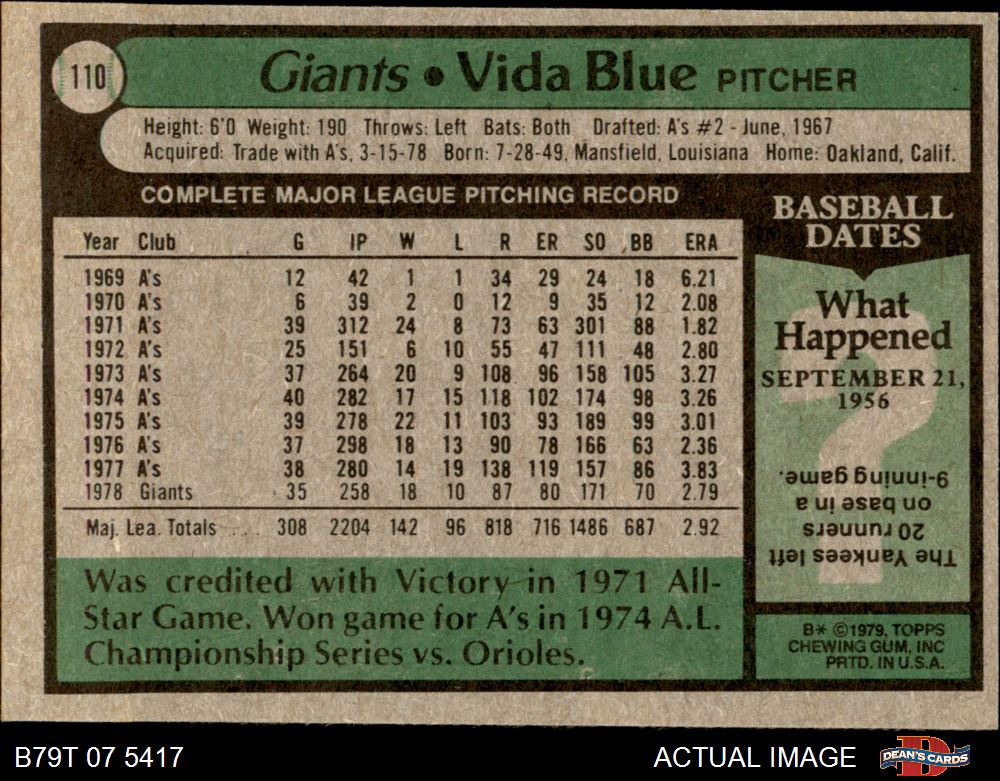 110
Giants • Vida Blue PITCHER
Height: 6'0 Weight: 190 Throws: Left Bats: Both Drafted: A's #2 - June, 1967
Acquired: Trade with A's, 3-15-78 Born: 7-28-49, Mansfield, Louisiana Home: Oakland, Calif.
COMPLETE MAJOR LEAGUE PITCHING RECORD
Year Club G IP W L R ER SO BB ERA
1969 A's 12 42 1 1 34 29 24 18 6.21
1970 A's 6 39 2 0 12 9 35 12 2.08
1971 A's 39 312 24 8 73 63 301 88 1.82
1972 A's 25 151 6 10 55 47 111 48 2.80
1973 A's 37 264 20 9 108 96 158 105 3.27
1974 A's 40 282 17 15 118 102 174 98 3.26
1975 A's 39 278 22 11 103 93 189 99 3.01
1976 A's 37 298 18 13 90 78 166 63 2.36
1977 A's 38 280 14 19 138 119 157 86 3.83
1978 Giants 35 258 18 10 87 80 171 70 2.79
Maj. Lea. Totals ... 308 2204 142 96 818 716 1486 687 2.92
Was credited with Victory in 1971 All-
Star Game. Won game for A's in 1974 A.L.
Championship Series vs. Orioles.
BASEBALL
DATES
What
Happened
SEPTEMBER 21,
1956
?
The Yankees left
20 runners
on base in a
9-inning game.
B* ©1979, TOPPS
CHEWING GUM, INC
PRTD. IN U.S.A.
B79T 07 5417
ACTUAL IMAGE
D
DEAN'S CARDS